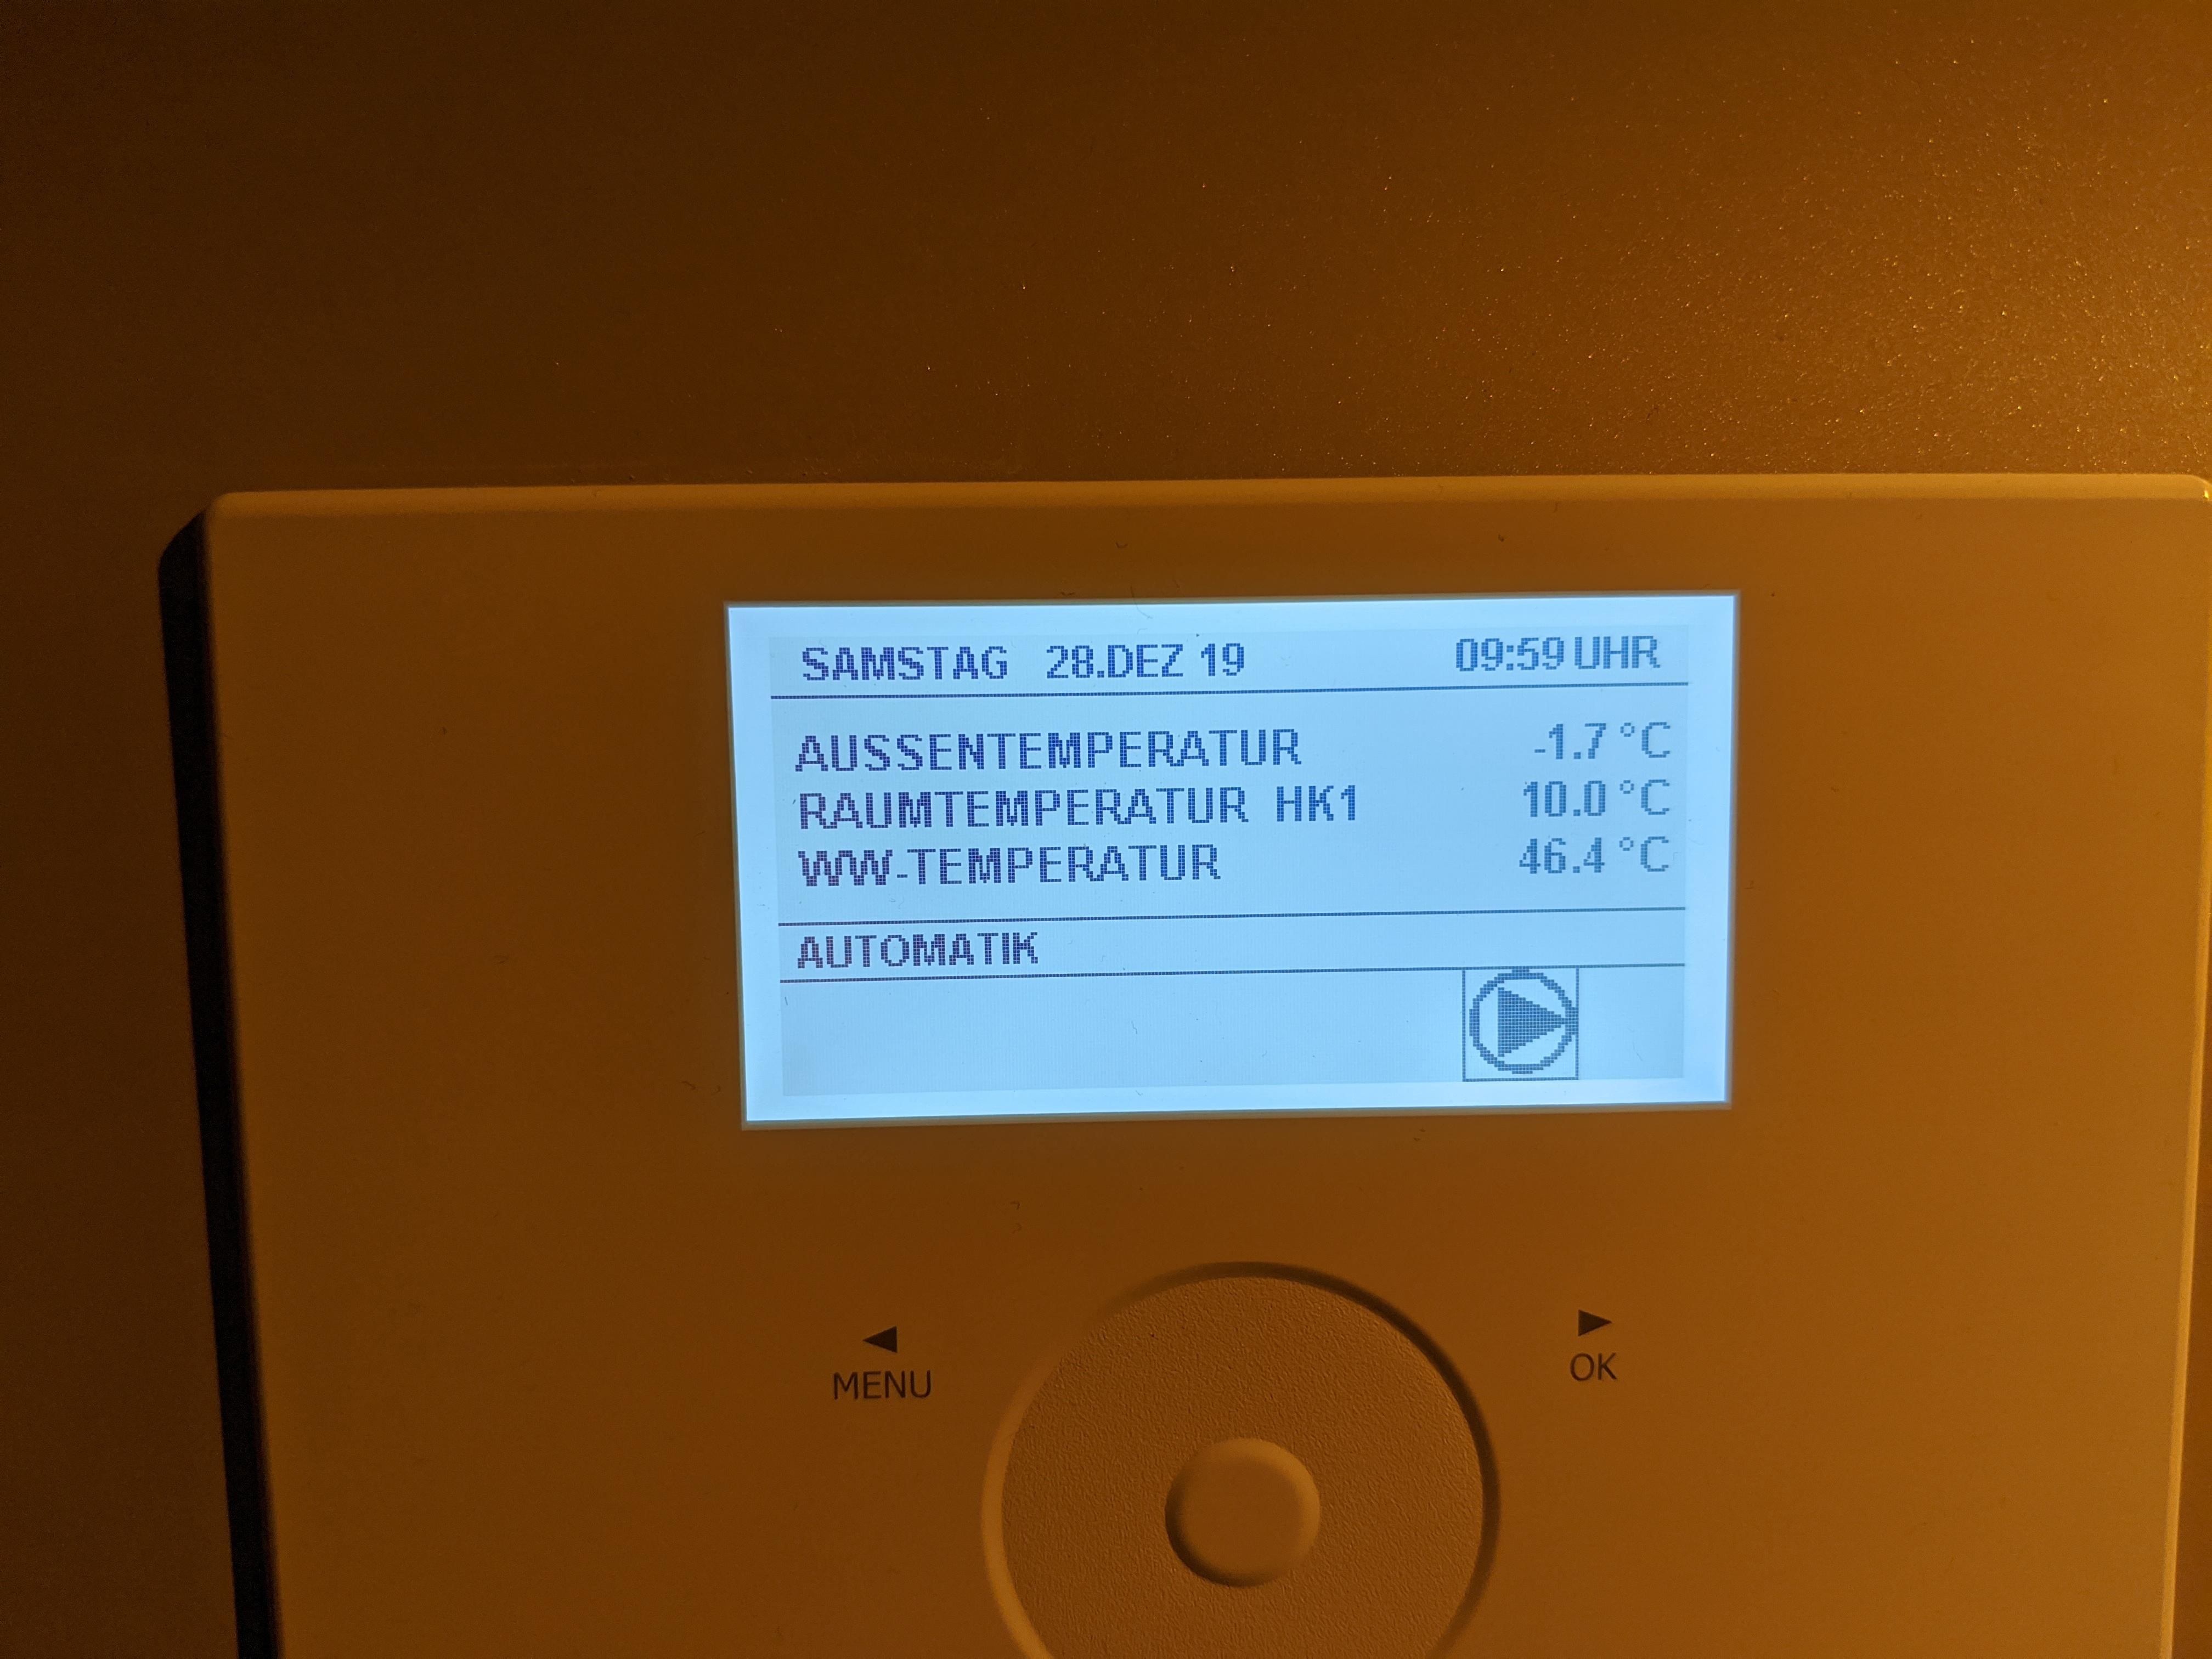 SAMSTAG 28.DEZ 19 09:59 UHR
AUSSENTEMPERATUR -1.7 °C
RAUMTEMPERATUR HK1 10.0 °C
WW-TEMPERATUR 46.4 °C
AUTOMATIK
MENU OK